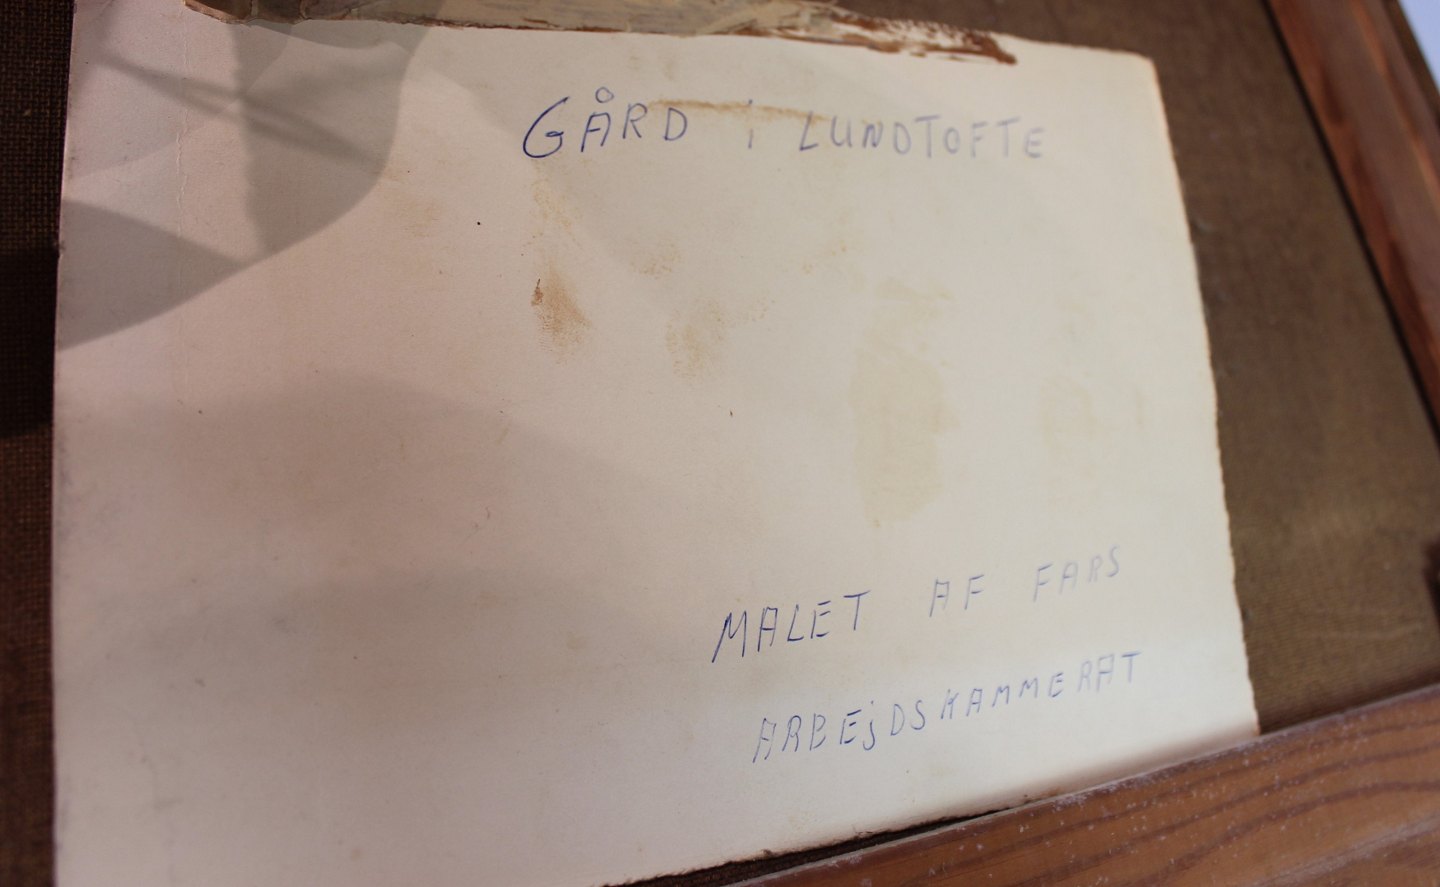 GÅRD i LUNDTOFTE
MALET AF FARS
ARBEjDSKAMMERAT